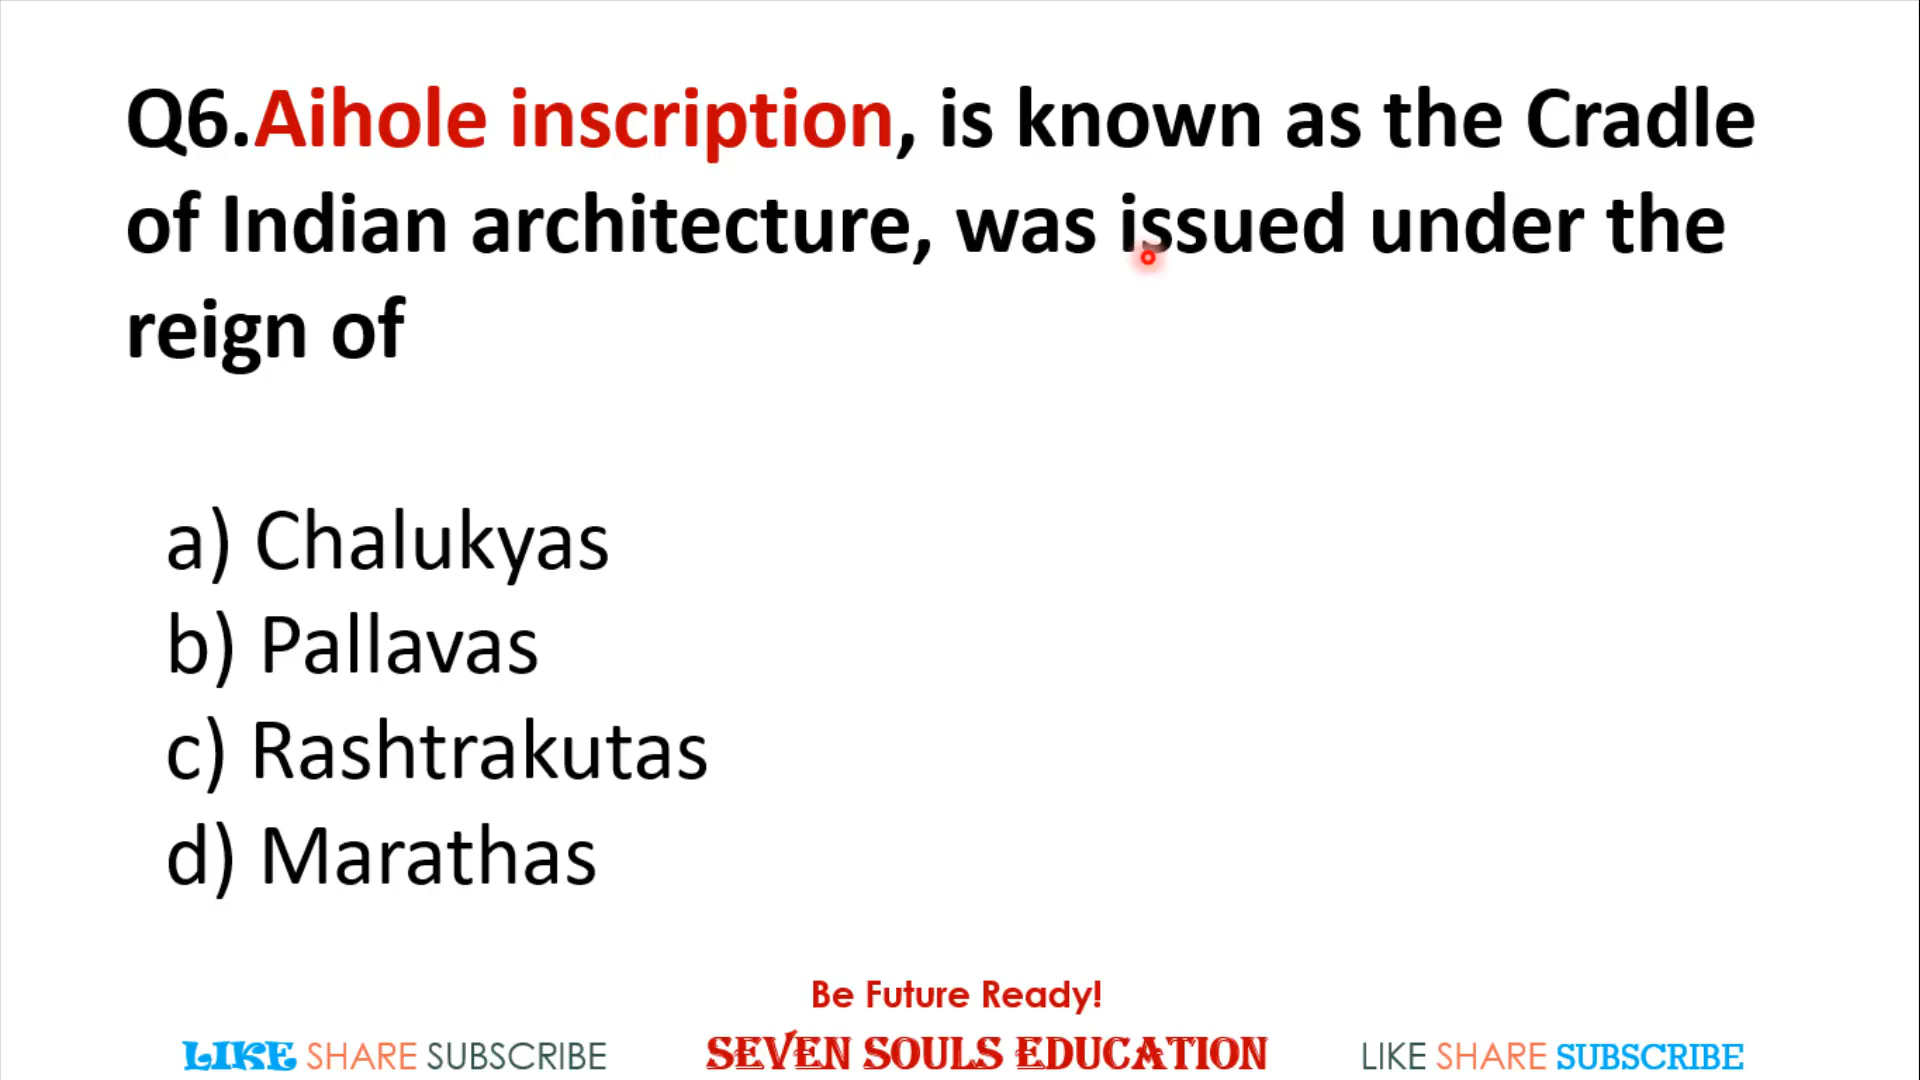 Q6.Aihole inscription, is known as the Cradle
of Indian architecture, was issued under the
reign of
a) Chalukyas
b) Pallavas
c) Rashtrakutas
d) Marathas
Be Future Ready!
LIKE SHARE SUBSCRIBE
SEVEN SOULS EDUCATION
LIKE SHARE SUBSCRIBE